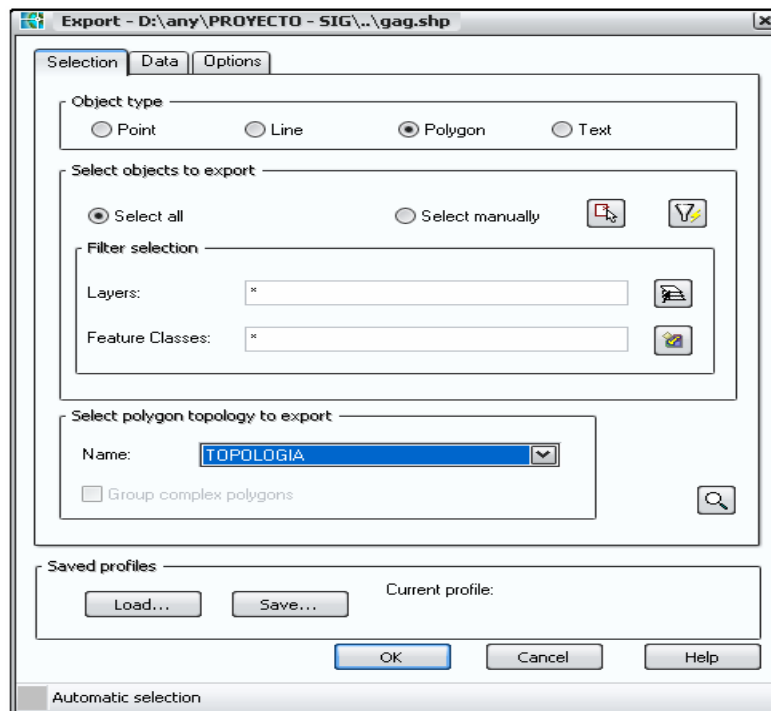 Export - D:\any\PROYECTO - SIG\..\gag.shp
Selection Data Options
Object type
Point Line Polygon Text
Select objects to export
Select all Select manually
Filter selection
Layers: *
Feature Classes: *
Select polygon topology to export
Name: TOPOLOGIA
Group complex polygons
Saved profiles
Load... Save... Current profile:
OK Cancel Help
Automatic selection